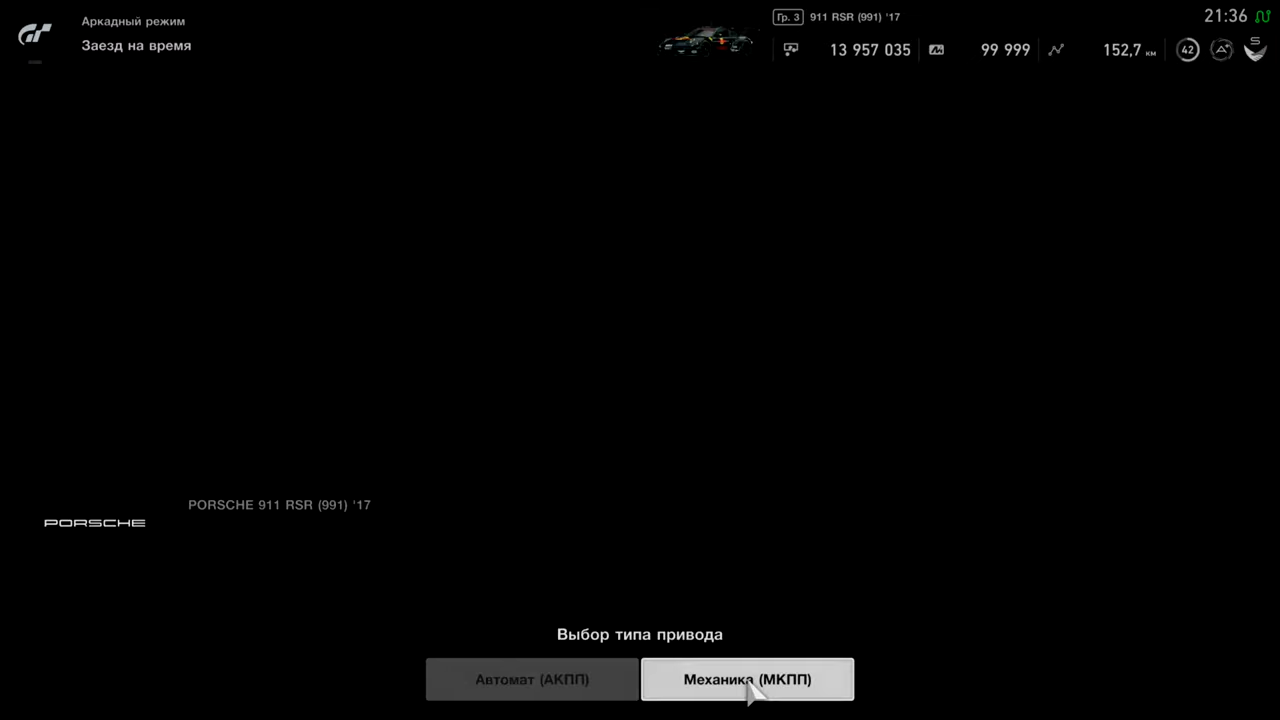 Аркадный режим
Заезд на время
Гр. 3 911 RSR (991) '17
21:36
13 957 035
99 999
152,7 км
42
A+
S
PORSCHE 911 RSR (991) '17
PORSCHE
Выбор типа привода
Автомат (АКПП)
Механика (МКПП)